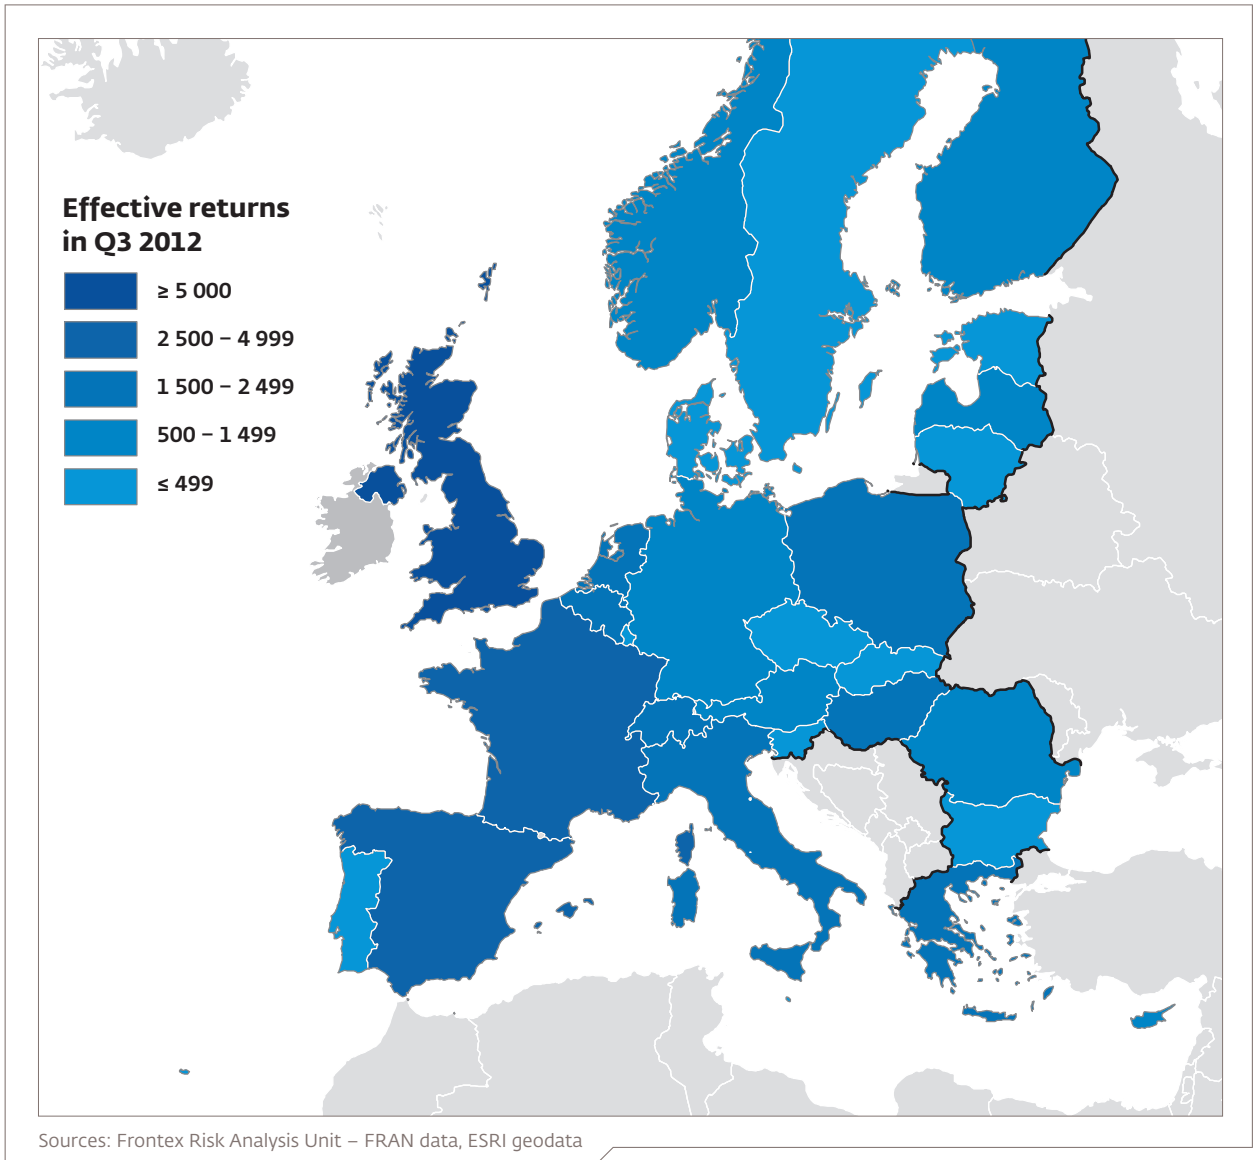 Effective returns
in Q3 2012
≥ 5 000
2 500 – 4 999
1 500 – 2 499
500 – 1 499
≤ 499
Sources: Frontex Risk Analysis Unit – FRAN data, ESRI geodata